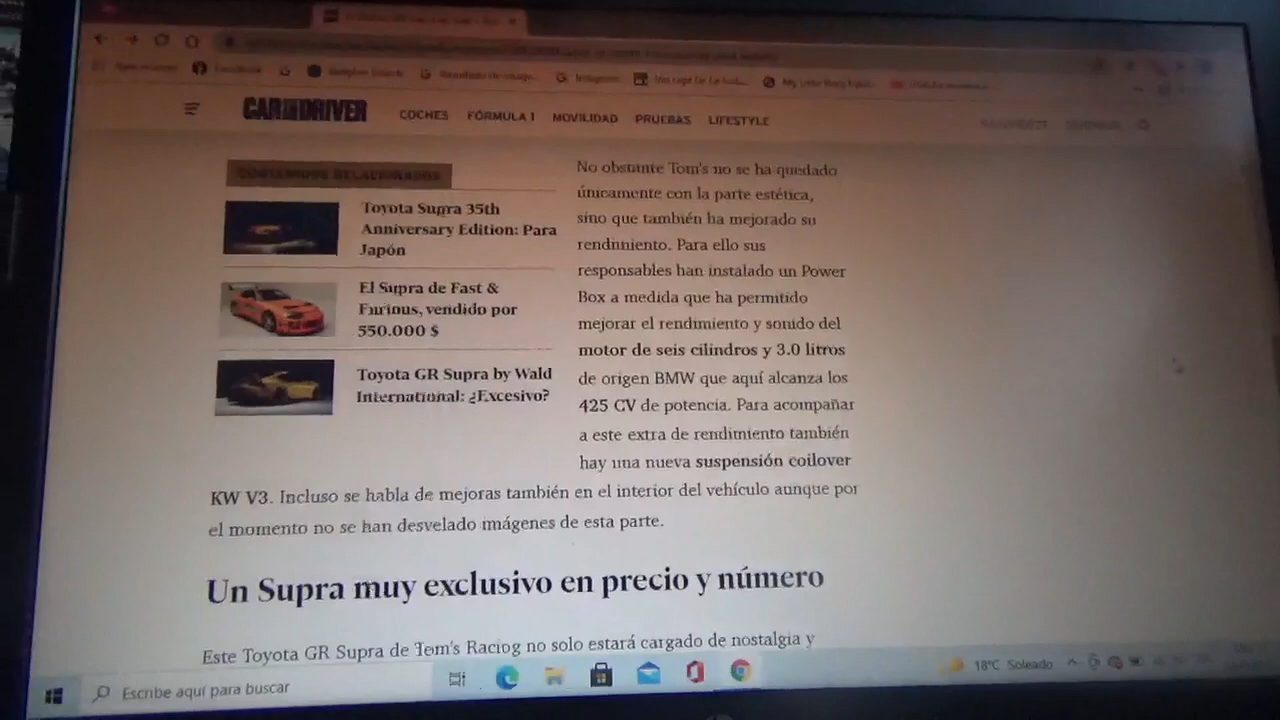 Facebook
CAR AND DRIVER
COCHES
FÓRMULA 1
MOVILIDAD
PRUEBAS
LIFESTYLE
CONTENIDOS RELACIONADOS
Toyota Supra 35th
Anniversary Edition: Para
Japón
El Supra de Fast &
Furious, vendido por
550.000 $
Toyota GR Supra by Wald
International: ¿Excesivo?
No obstante Tom's no se ha quedado
únicamente con la parte estética,
sino que también ha mejorado su
rendimiento. Para ello sus
responsables han instalado un Power
Box a medida que ha permitido
mejorar el rendimiento y sonido del
motor de seis cilindros y 3.0 litros
de origen BMW que aquí alcanza los
425 CV de potencia. Para acompañar
a este extra de rendimiento también
hay una nueva suspensión coilover
KW V3. Incluso se habla de mejoras también en el interior del vehículo aunque por
el momento no se han desvelado imágenes de esta parte.
Un Supra muy exclusivo en precio y número
Este Toyota GR Supra de Tom's Racing no solo estará cargado de nostalgia y
Escribe aquí para buscar
18°C Soleado